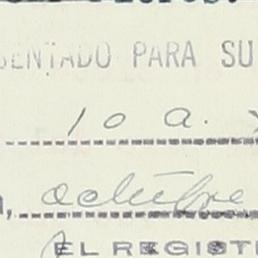 SENTADO PARA SU
10 a.
octubre
EL REGIST